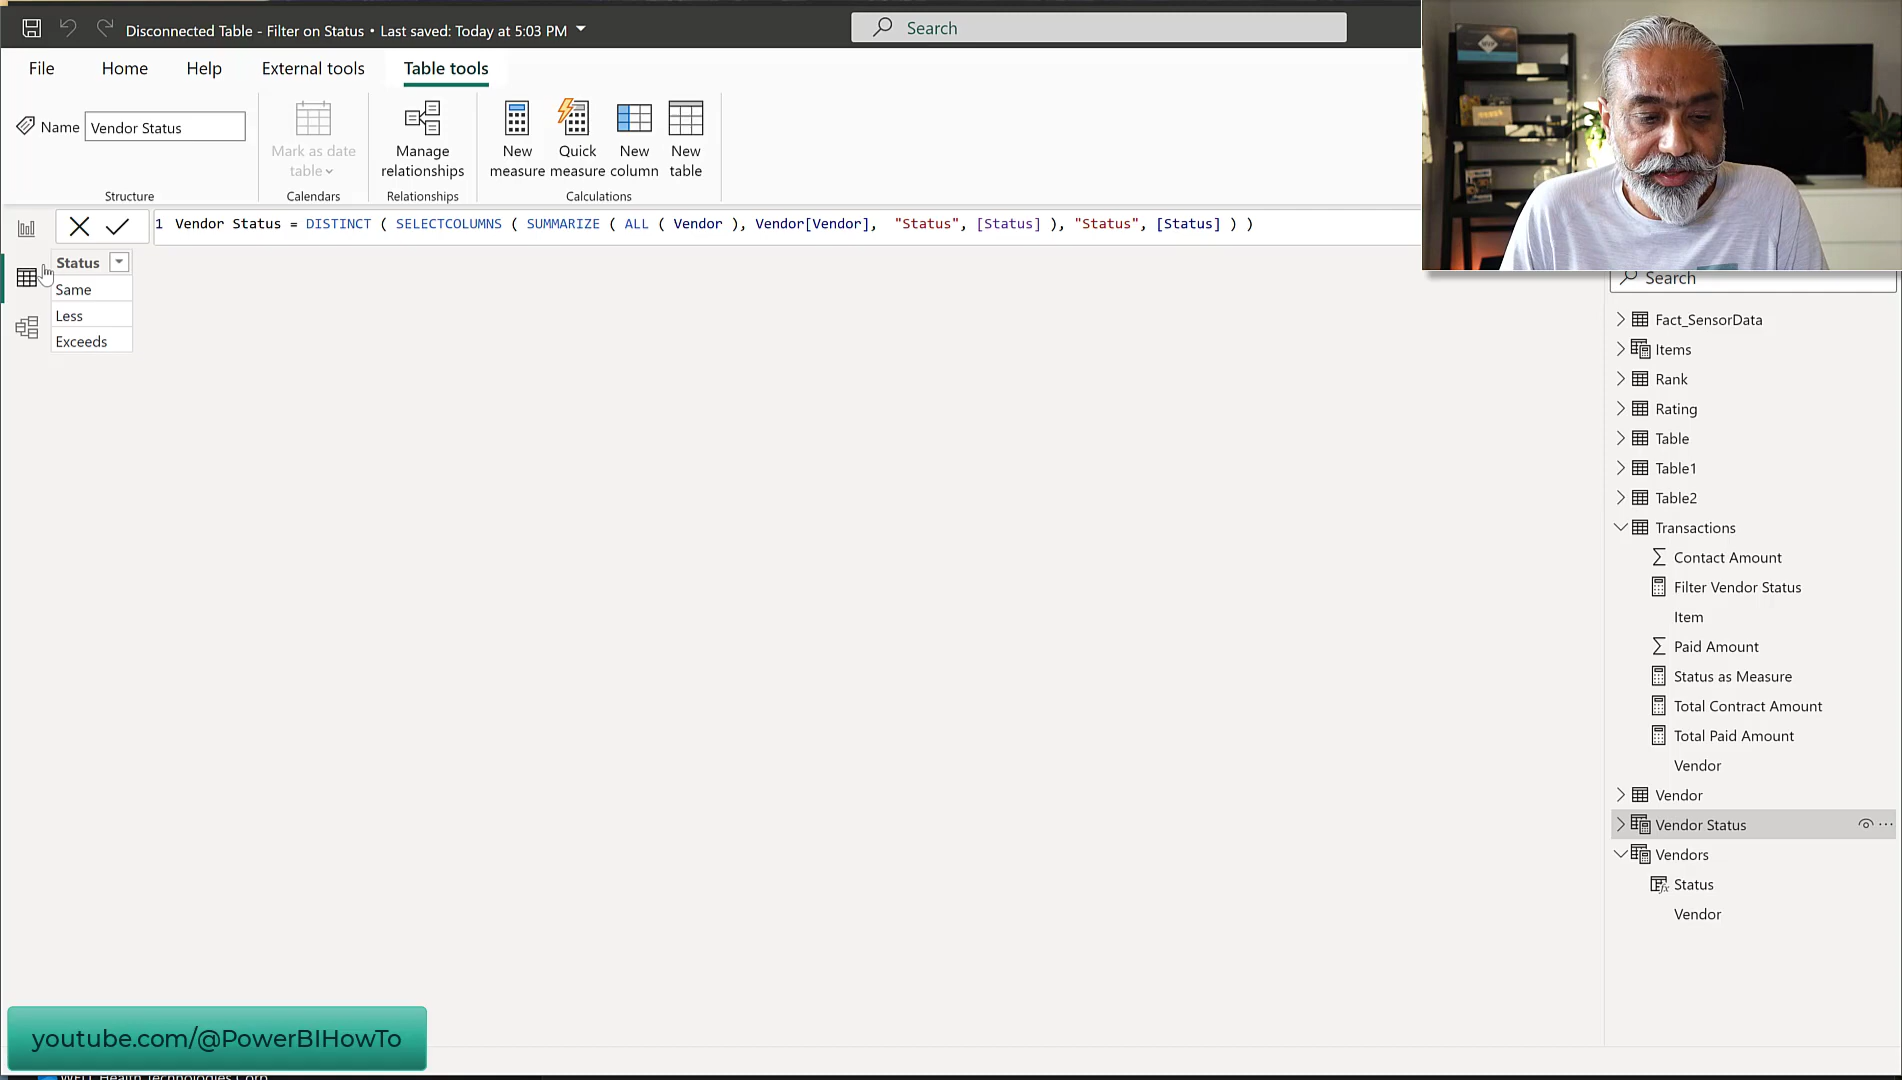 Disconnected Table - Filter on Status • Last saved: Today at 5:03 PM
Search
File Home Help External tools Table tools
Name Vendor Status
Mark as date table
Manage relationships
New measure
Quick measure
New column
New table
Structure Calendars Relationships Calculations
1 Vendor Status = DISTINCT ( SELECTCOLUMNS ( SUMMARIZE ( ALL ( Vendor ), Vendor[Vendor], "Status", [Status] ), "Status", [Status] ) )
Status
Same
Less
Exceeds
Search
Fact_SensorData
Items
Rank
Rating
Table
Table1
Table2
Transactions
Contact Amount
Filter Vendor Status
Item
Paid Amount
Status as Measure
Total Contract Amount
Total Paid Amount
Vendor
Vendor
Vendor Status
Vendors
Status
Vendor
youtube.com/@PowerBIHowTo